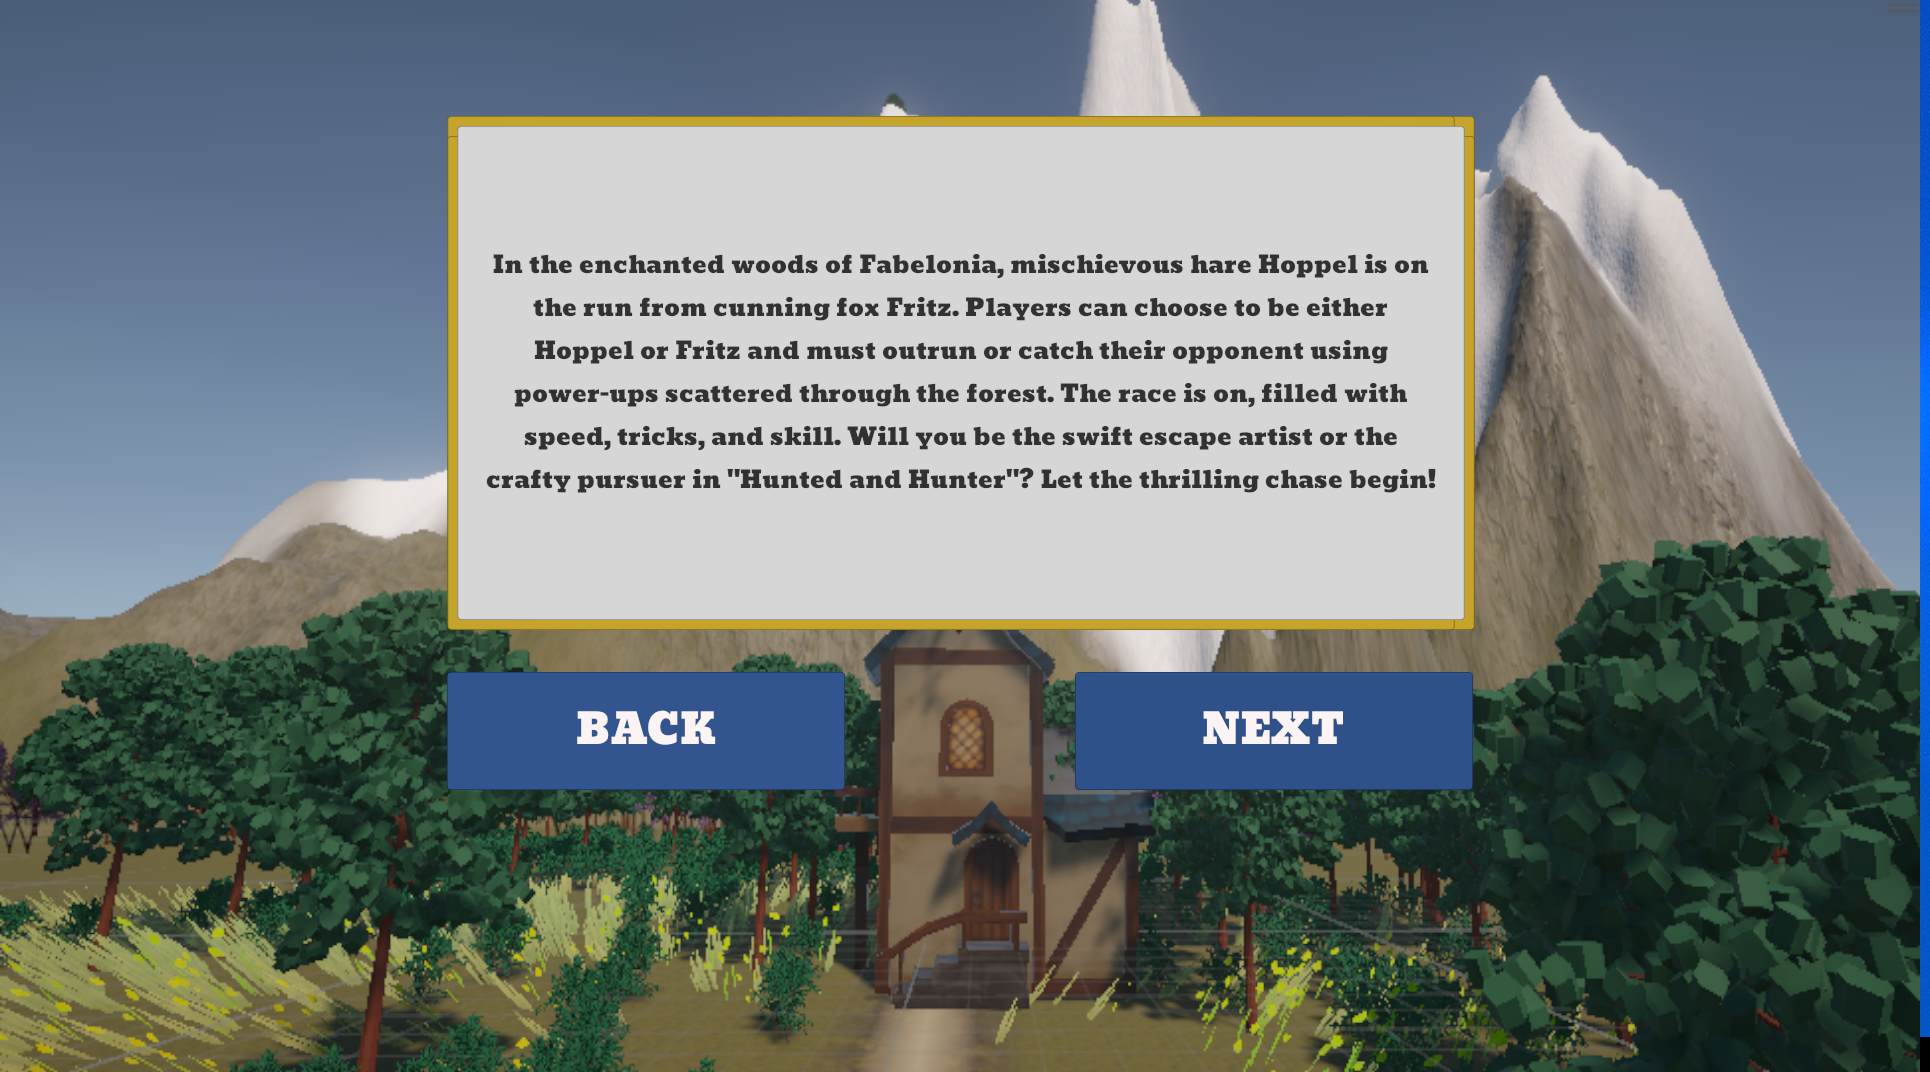 In the enchanted woods of Fabelonia, mischievous hare Hoppel is on
the run from cunning fox Fritz. Players can choose to be either
Hoppel or Fritz and must outrun or catch their opponent using
power-ups scattered through the forest. The race is on, filled with
speed, tricks, and skill. Will you be the swift escape artist or the
crafty pursuer in "Hunted and Hunter"? Let the thrilling chase begin!
BACK
NEXT